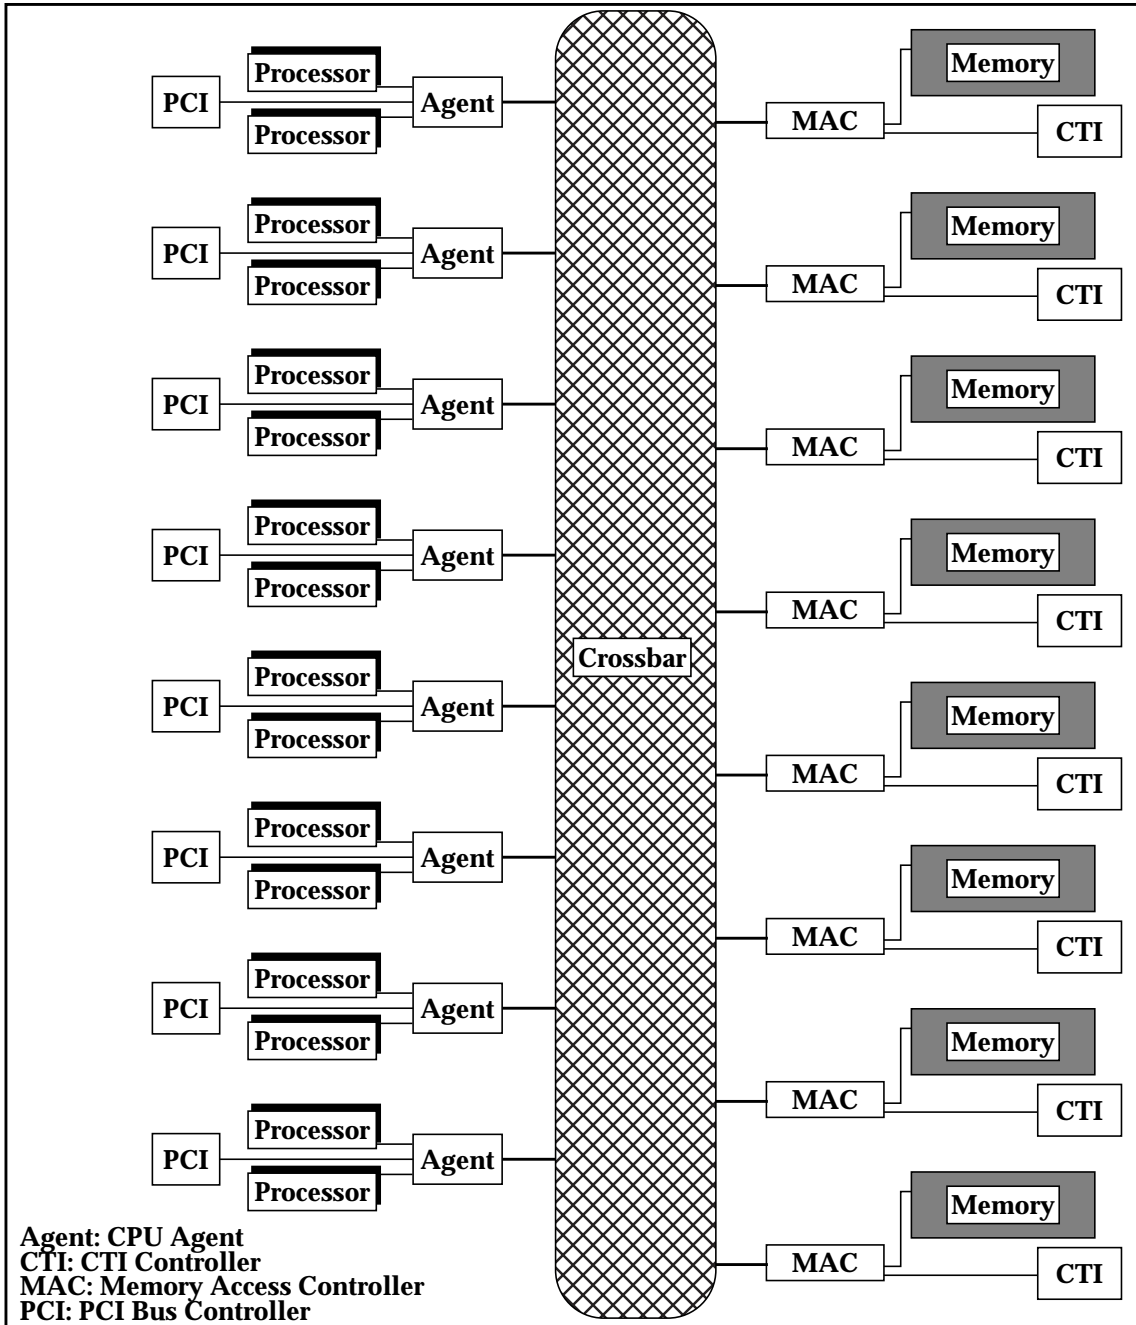 Processor
PCI
Agent
Processor
Processor
PCI
Agent
Processor
Processor
PCI
Agent
Processor
Processor
PCI
Agent
Processor
Processor
PCI
Agent
Processor
Processor
PCI
Agent
Processor
Processor
PCI
Agent
Processor
Processor
PCI
Agent
Processor
Crossbar
Memory
MAC
CTI
Memory
MAC
CTI
Memory
MAC
CTI
Memory
MAC
CTI
Memory
MAC
CTI
Memory
MAC
CTI
Memory
MAC
CTI
Memory
MAC
CTI
Agent: CPU Agent
CTI: CTI Controller
MAC: Memory Access Controller
PCI: PCI Bus Controller